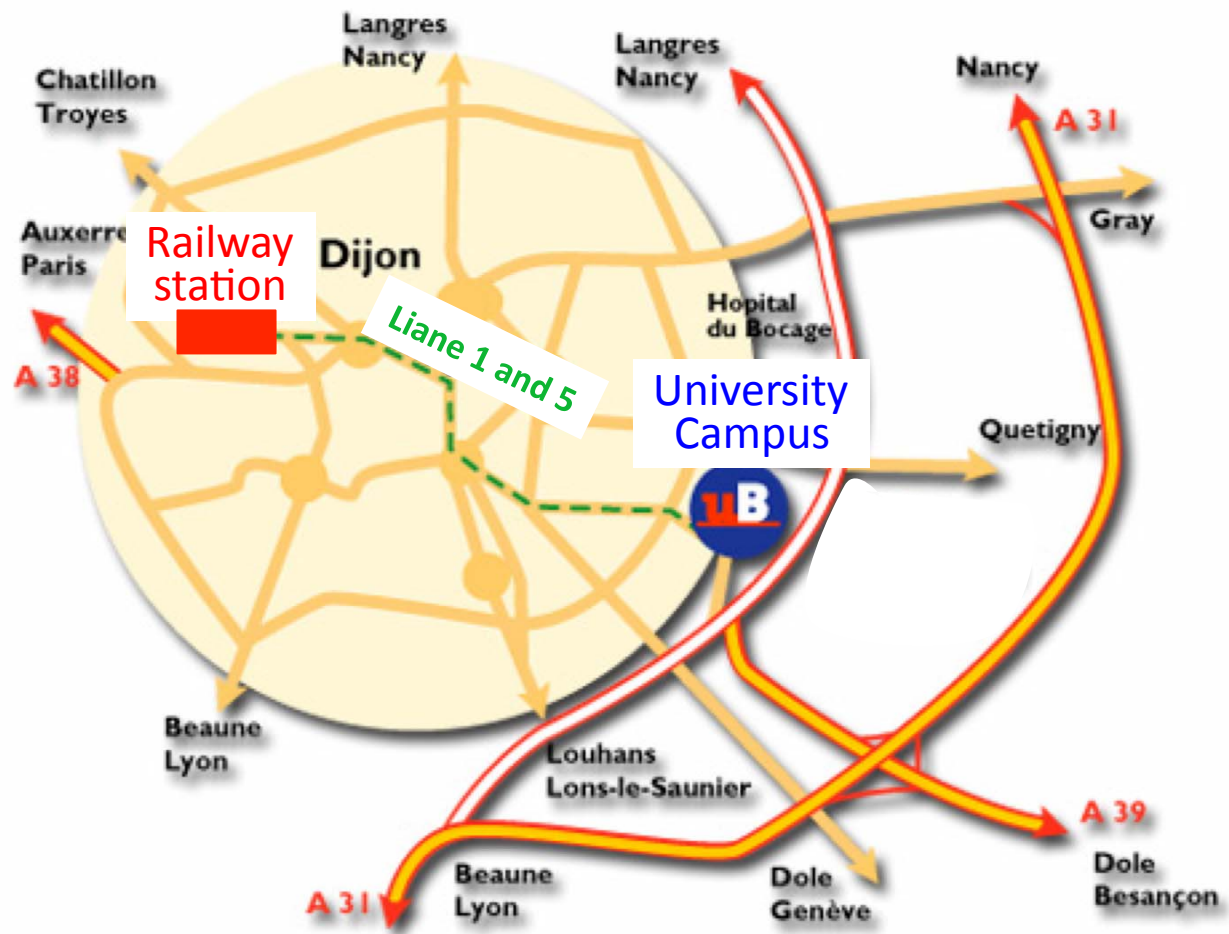 Langres
Nancy
Langres
Nancy
Nancy
Chatillon
Troyes
A 31
Gray
Auxerre
Paris
Railway
station
Dijon
Hopital
du Bocage
Liane 1 and 5
A 38
University
Campus
Quetigny
uB
Beaune
Lyon
Louhans
Lons-le-Saunier
A 39
Dole
Besançon
Beaune
Lyon
Dole
Genève
A 31